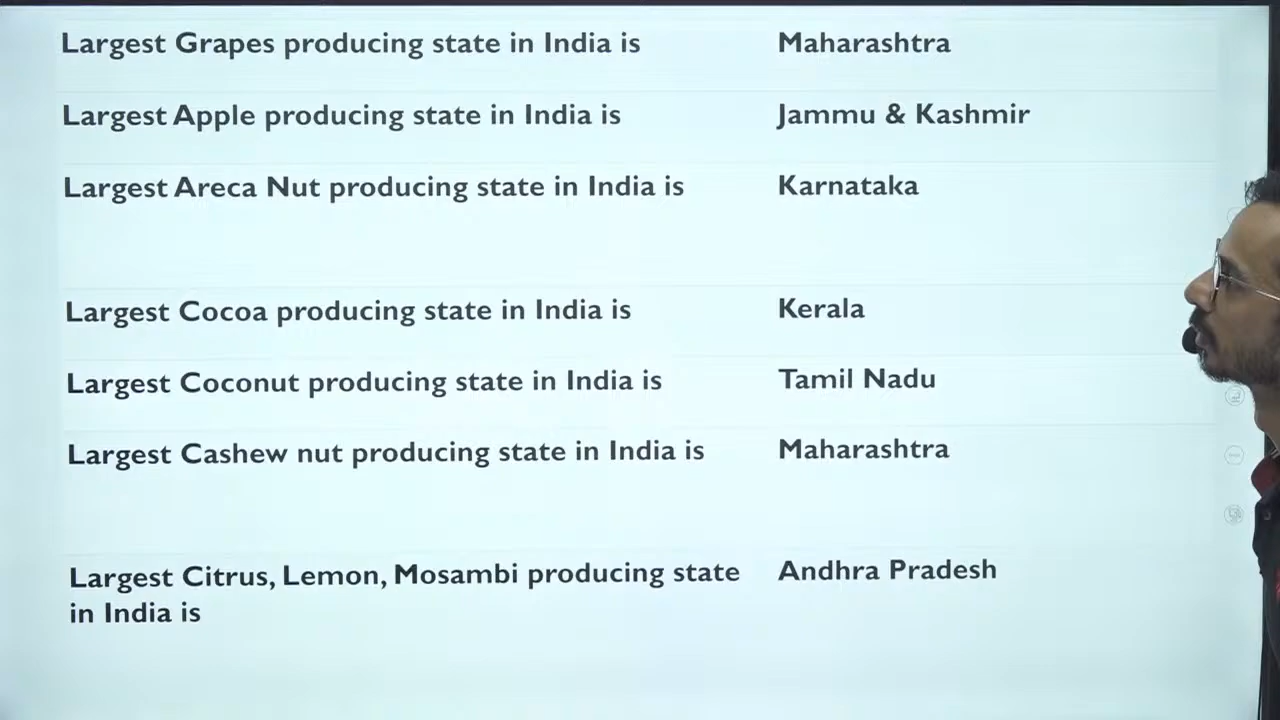 Largest Grapes producing state in India is Maharashtra
Largest Apple producing state in India is Jammu & Kashmir
Largest Areca Nut producing state in India is Karnataka
Largest Cocoa producing state in India is Kerala
Largest Coconut producing state in India is Tamil Nadu
Largest Cashew nut producing state in India is Maharashtra
Largest Citrus, Lemon, Mosambi producing state Andhra Pradesh
in India is